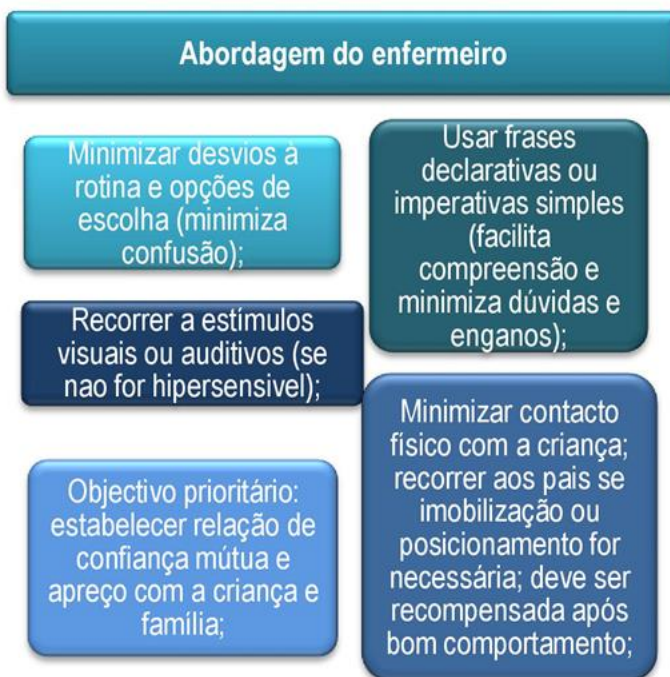 Abordagem do enfermeiro
Minimizar desvios à
rotina e opções de
escolha (minimiza
confusão);
Usar frases
declarativas ou
imperativas simples
(facilita
compreensão e
minimiza dúvidas e
enganos);
Recorrer a estímulos
visuais ou auditivos (se
nao for hipersensivel);
Minimizar contacto
físico com a criança;
recorrer aos pais se
imobilização ou
posicionamento for
necessária; deve ser
recompensada após
bom comportamento;
Objectivo prioritário:
estabelecer relação de
confiança mútua e
apreço com a criança e
família;